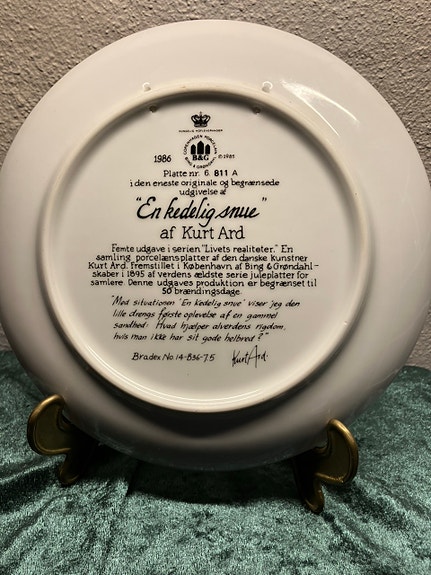 KONGELIG HOFLEVERANDØR
COPENHAGEN PORCELAIN
B&G
BING & GRØNDAHL
1986
© 1985
Platte nr. 6 811 A
i den eneste originale og begrænsede
udgivelse af
"En kedelig snue"
af Kurt Ard
Femte udgave i serien "Livets realiteter." En
samling porcelænsplatter af den danske kunstner
Kurt Ard. Fremstillet i København af Bing & Grøndahl-
skaber i 1895 af verdens ældste serie juleplatter for
samlere. Denne udgaves produktion er begrænset til
50 brændingsdage.
"Med situationen 'En kedelig snue' viser jeg den
lille drengs første oplevelse af en gammel
sandhed: Hvad hjælper alverdens rigdom,
hvis man ikke har sit gode helbred?"
Bradex No. 14-B36-7.5
Kurt Ard.